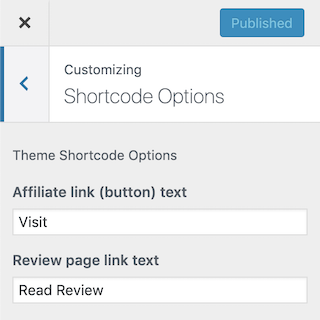 Published
Customizing
Shortcode Options
Theme Shortcode Options
Affiliate link (button) text
Visit
Review page link text
Read Review